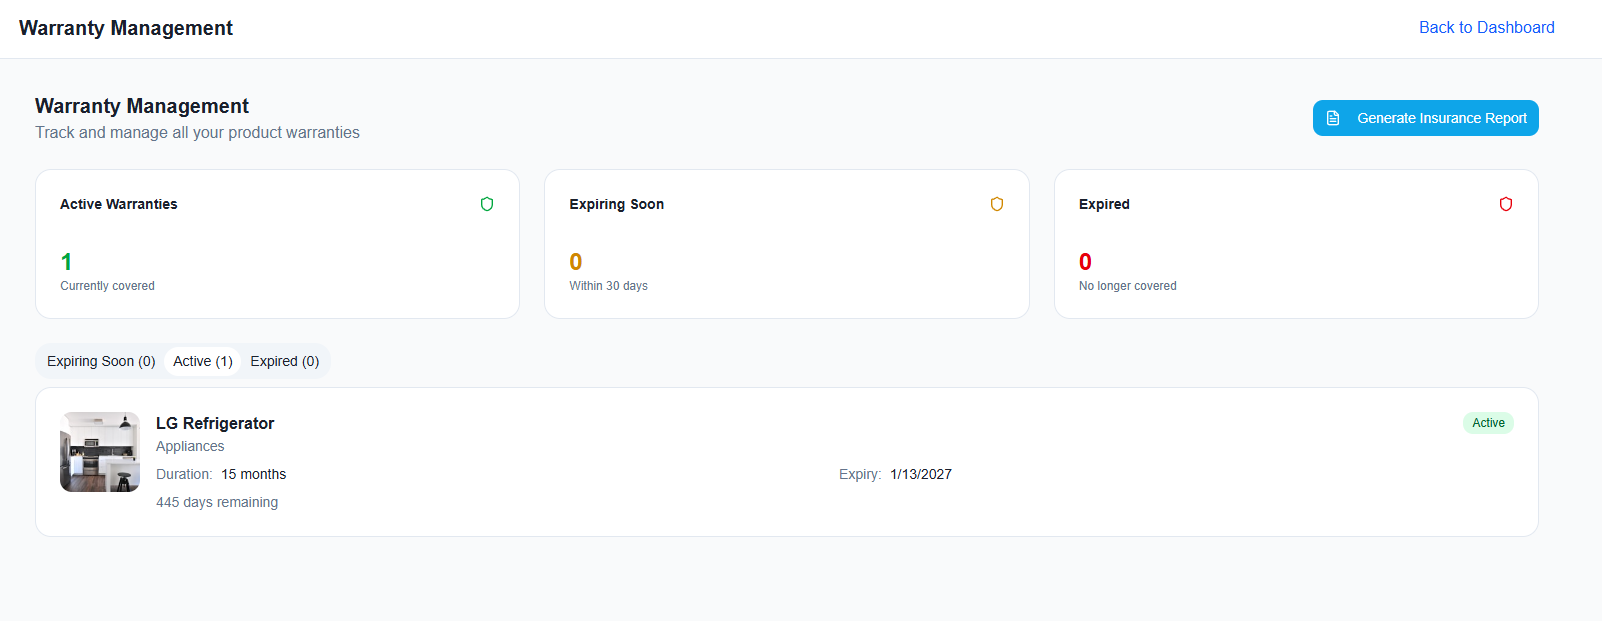 Warranty Management
Back to Dashboard
Warranty Management
Track and manage all your product warranties
Generate Insurance Report
Active Warranties
1
Currently covered
Expiring Soon
0
Within 30 days
Expired
0
No longer covered
Expiring Soon (0)
Active (1)
Expired (0)
LG Refrigerator
Active
Appliances
Duration: 15 months
Expiry: 1/13/2027
445 days remaining